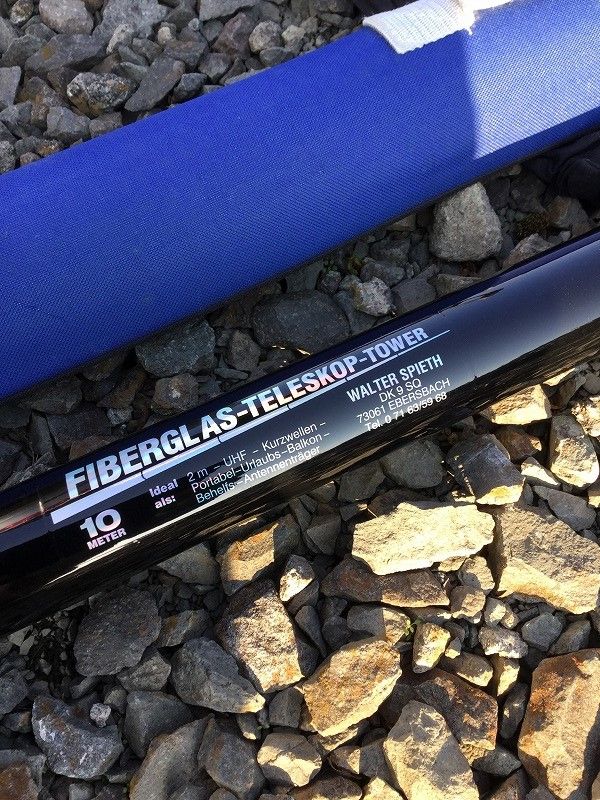 FIBERGLAS-TELESKOP-TOWER
10
METER
Ideal
als:
2 m – UHF – Kurzwellen –
Portabel-Urlaubs-Balkon –
Behelfs-Antennenträger
WALTER SPIETH
DK 9 SQ
73061 EBERSBACH
Tel. 0 71 63/59 68